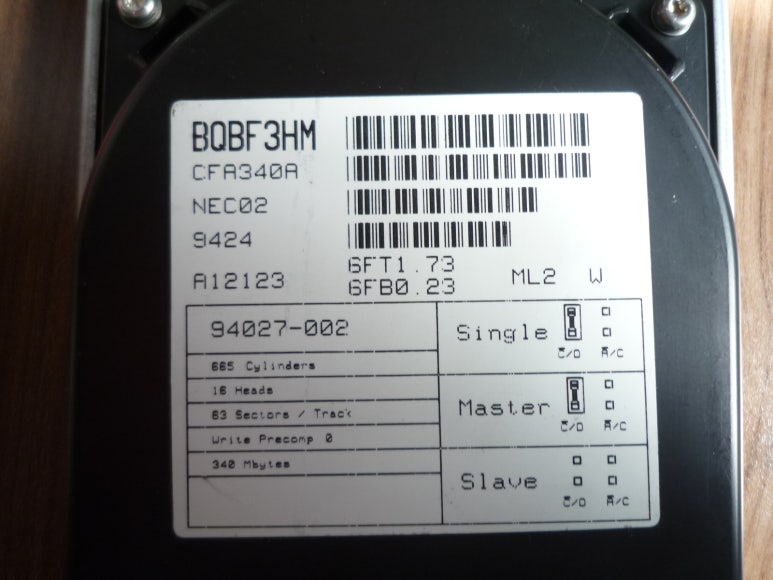 BQBF3HM
CFA340A
NEC02
9424
A12123 6FT1.73 ML2 W
6FB0.23
94027-002
665 Cylinders
16 Heads
63 Sectors / Track
Write Precomp 0
340 Mbytes
Single
C/D A/C
Master
C/D A/C
Slave
C/D A/C